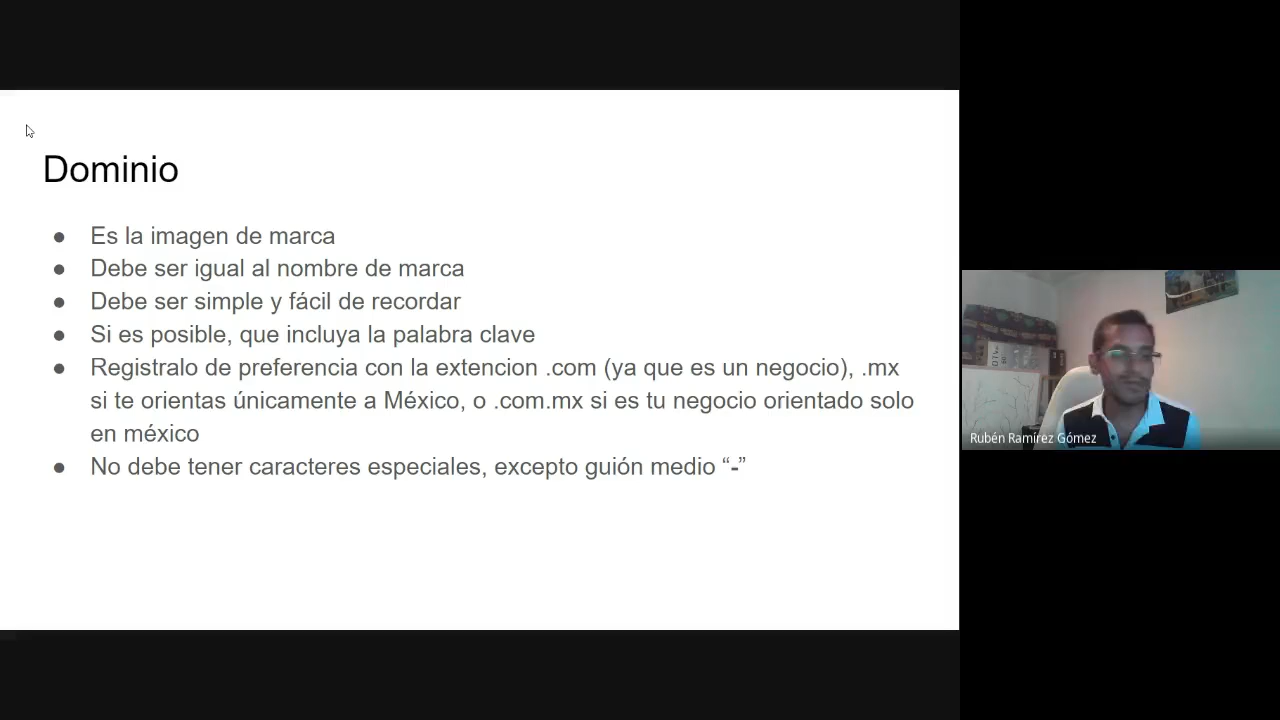 Dominio
● Es la imagen de marca
● Debe ser igual al nombre de marca
● Debe ser simple y fácil de recordar
● Si es posible, que incluya la palabra clave
● Registralo de preferencia con la extencion .com (ya que es un negocio), .mx
si te orientas únicamente a México, o .com.mx si es tu negocio orientado solo
en méxico
● No debe tener caracteres especiales, excepto guión medio “-”
Rubén Ramírez Gómez